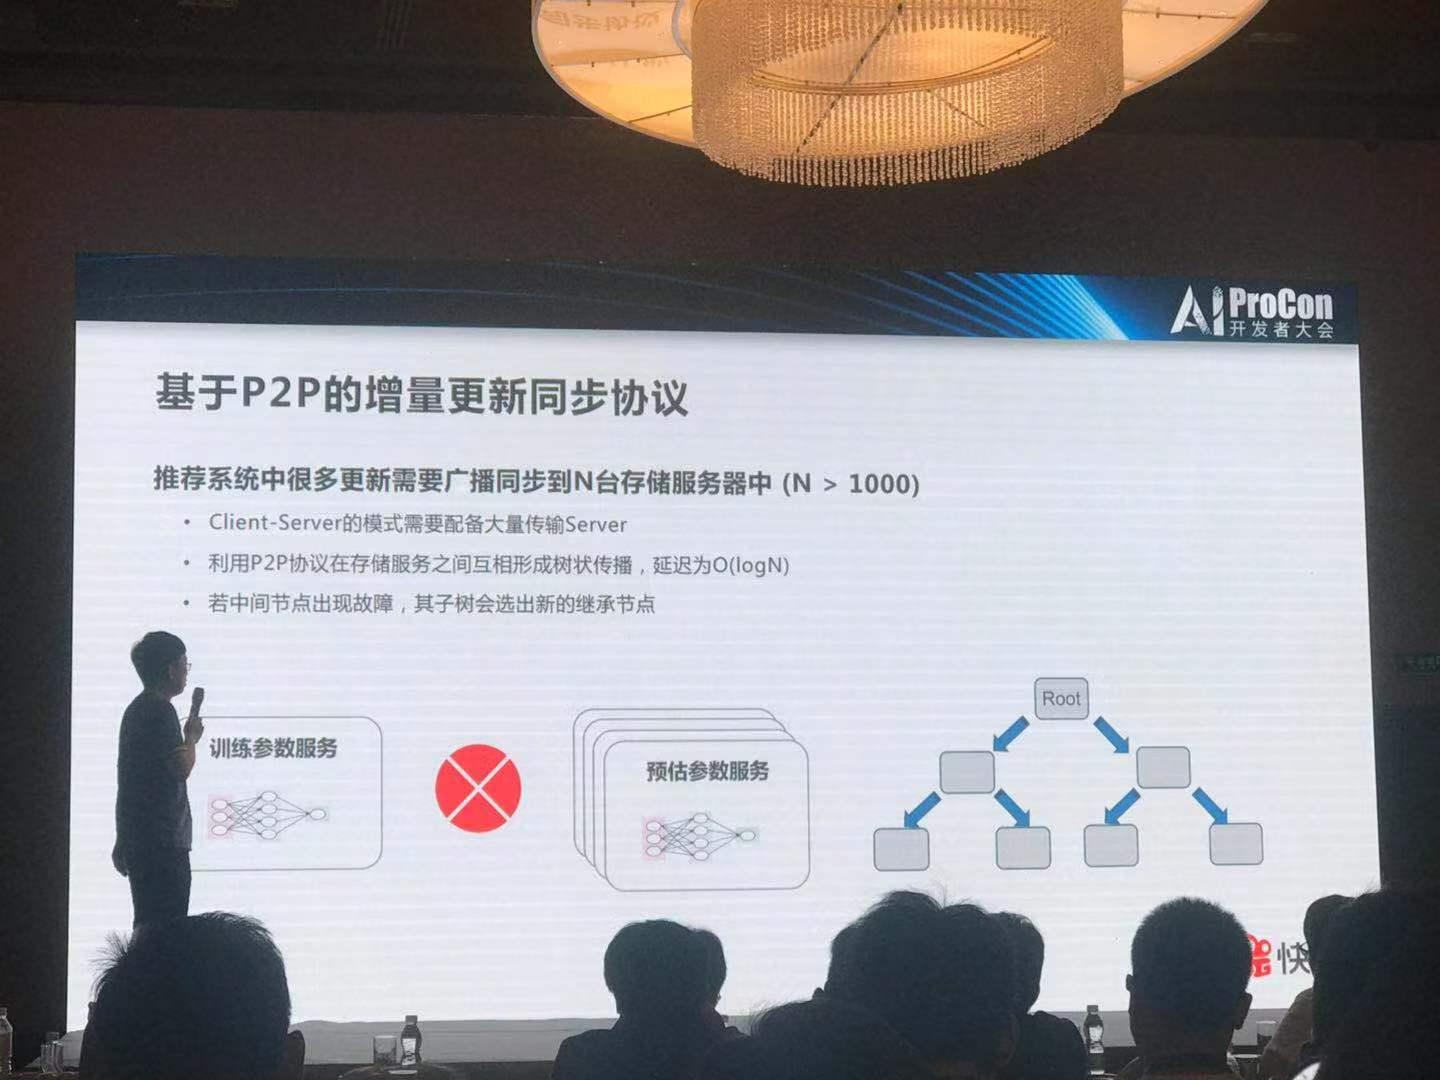 AI ProCon
开发者大会
基于P2P的增量更新同步协议
推荐系统中很多更新需要广播同步到N台存储服务器中 (N > 1000)
• Client-Server的模式需要配备大量传输Server
• 利用P2P协议在存储服务之间互相形成树状传播，延迟为O(logN)
• 若中间节点出现故障，其子树会选出新的继承节点
训练参数服务
预估参数服务
Root
快